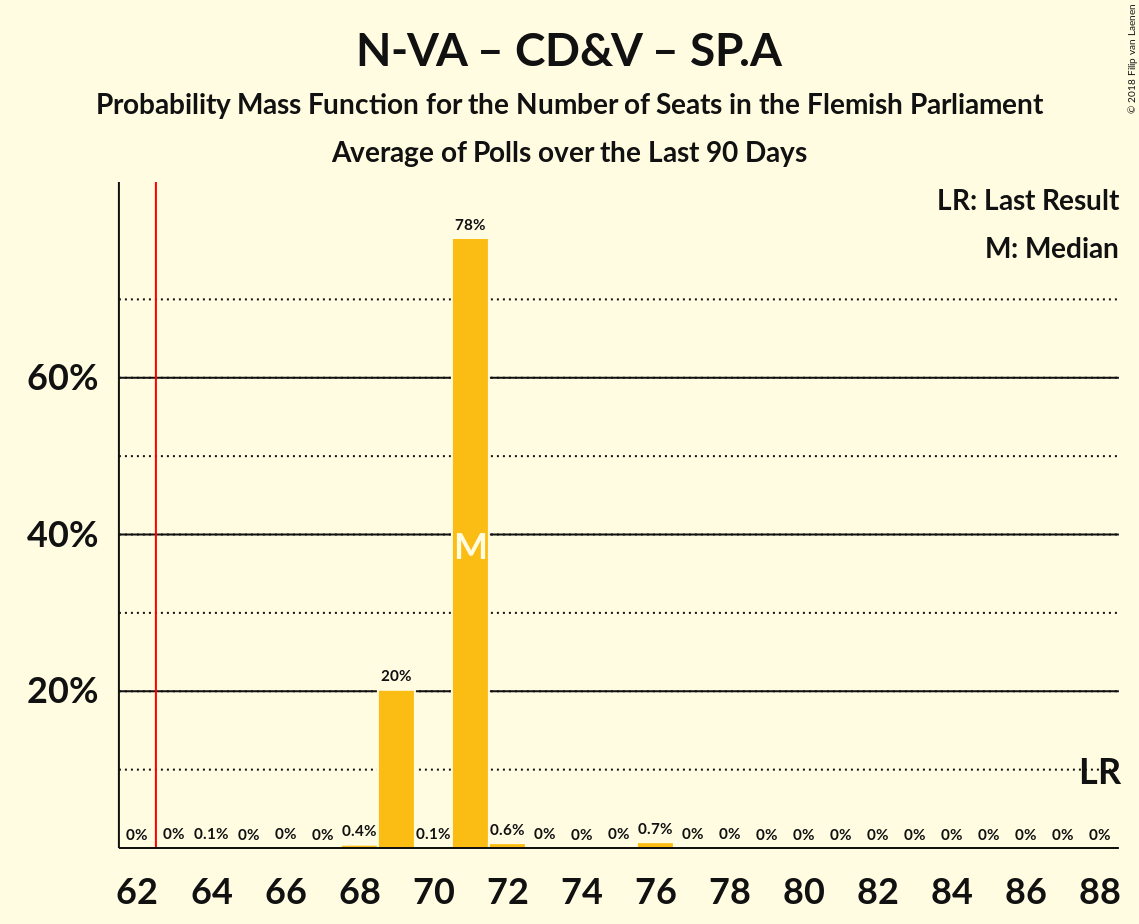 N-VA – CD&V – SP.A
Probability Mass Function for the Number of Seats in the Flemish Parliament
Average of Polls over the Last 90 Days
© 2018 Filip van Laenen
LR: Last Result
M: Median
78%
60%
40%
M
20%
20%
LR
0% 0% 0.1% 0% 0% 0% 0.4% 0.1% 0.6% 0% 0% 0% 0.7% 0% 0% 0% 0% 0% 0% 0% 0% 0% 0% 0% 0%
62 64 66 68 70 72 74 76 78 80 82 84 86 88